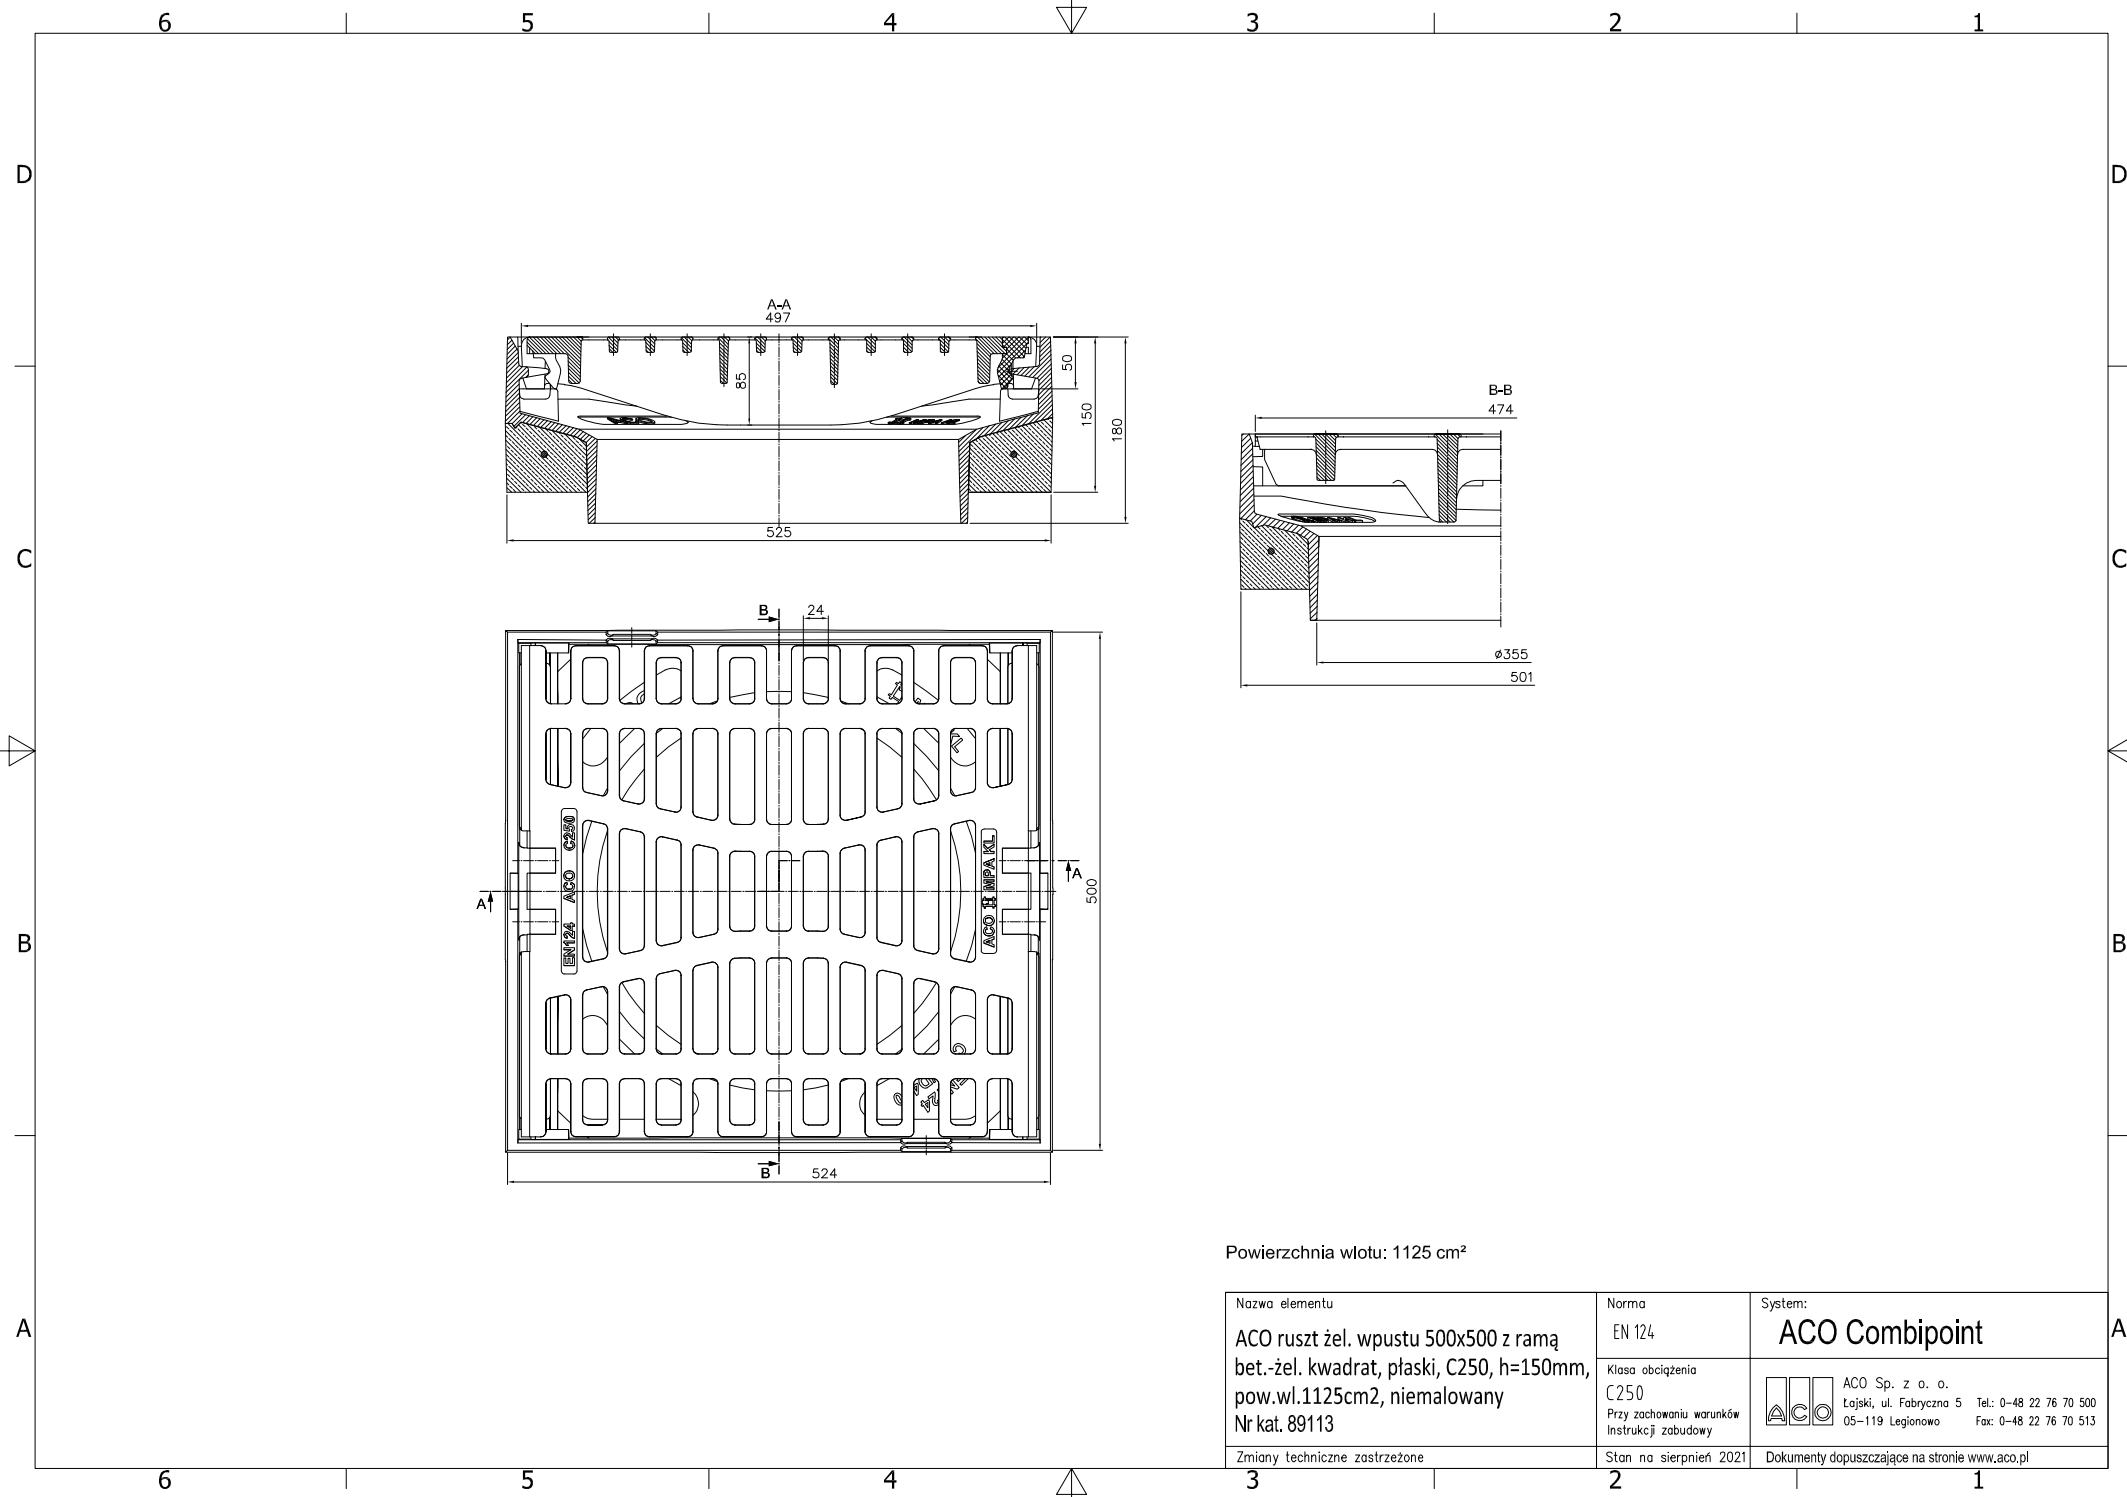 6 5 4 3 2 1
D D
A-A
497
85
50
150
180
525
B-B
474
C C
ø355
501
B
24
EN124 ACO C250
ACO MPA KL
A
A
500
B B
B
524
Powierzchnia wlotu: 1125 cm²
Nazwa elementu
ACO ruszt żel. wpustu 500x500 z ramą
bet.-żel. kwadrat, płaski, C250, h=150mm,
pow.wl.1125cm2, niemalowany
Nr kat. 89113
Zmiany techniczne zastrzeżone
Norma
EN 124
Klasa obciążenia
C250
Przy zachowaniu warunków
Instrukcji zabudowy
Stan na sierpnień 2021
System:
ACO Combipoint
ACO
ACO Sp. z o. o.
Łajski, ul. Fabryczna 5 Tel.: 0-48 22 76 70 500
05-119 Legionowo Fax: 0-48 22 76 70 513
Dokumenty dopuszczające na stronie www.aco.pl
A A
6 5 4 3 2 1